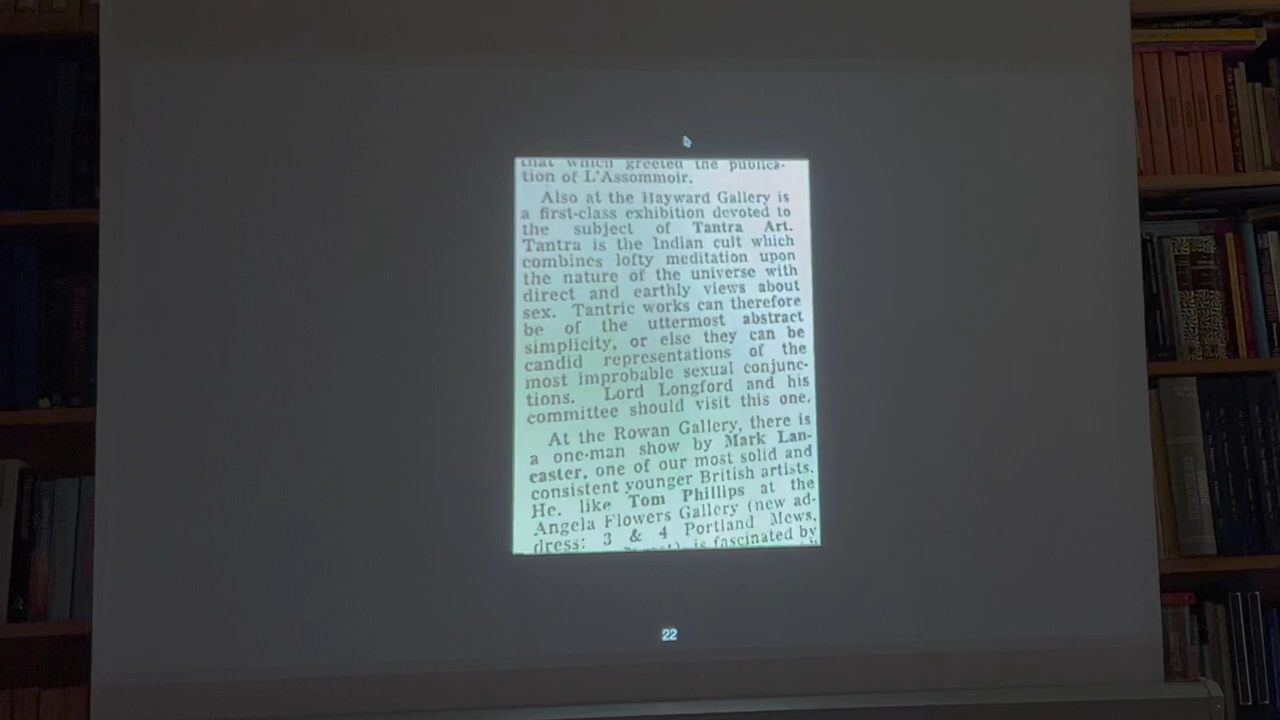 that which greeted the publica-
tion of L'Assommoir.
Also at the Hayward Gallery is
a first-class exhibition devoted to
the subject of Tantra Art.
Tantra is the Indian cult which
combines lofty meditation upon
the nature of the universe with
direct and earthly views about
sex. Tantric works can therefore
be of the uttermost abstract
simplicity, or else they can be
candid representations of the
most improbable sexual conjunc-
tions. Lord Longford and his
committee should visit this one.
At the Rowan Gallery, there is
a one-man show by Mark Lan-
caster, one of our most solid and
consistent younger British artists.
He, like Tom Phillips at the
Angela Flowers Gallery (new ad-
dress: 3 & 4 Portland Mews,
is fascinated by
22